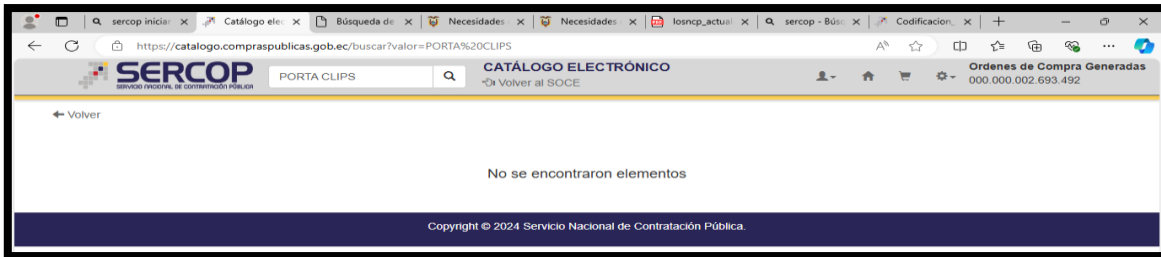 sercop iniciar
Catálogo elec
Búsqueda de
Necesidades
Necesidades
losncp_actual
sercop - Búsc
Codificacion_
https://catalogo.compraspublicas.gob.ec/buscar?valor=PORTA%20CLIPS
SERCOP
SERVICIO NACIONAL DE CONTRATACIÓN PÚBLICA
PORTA CLIPS
CATÁLOGO ELECTRÓNICO
Volver al SOCE
Ordenes de Compra Generadas
000.000.002.693.492
Volver
No se encontraron elementos
Copyright © 2024 Servicio Nacional de Contratación Pública.